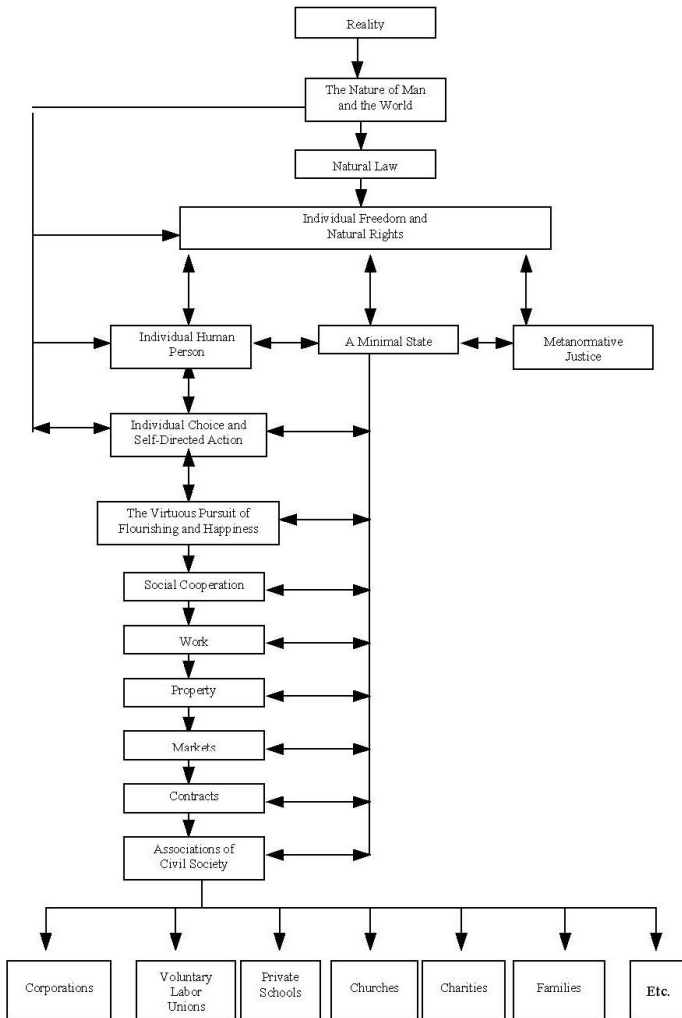 Reality
The Nature of Man
and the World
Natural Law
Individual Freedom and
Natural Rights
Individual Human
Person
A Minimal State
Metanormative
Justice
Individual Choice and
Self-Directed Action
The Virtuous Pursuit of
Flourishing and Happiness
Social Cooperation
Work
Property
Markets
Contracts
Associations of
Civil Society
Corporations
Voluntary
Labor
Unions
Private
Schools
Churches
Charities
Families
Etc.